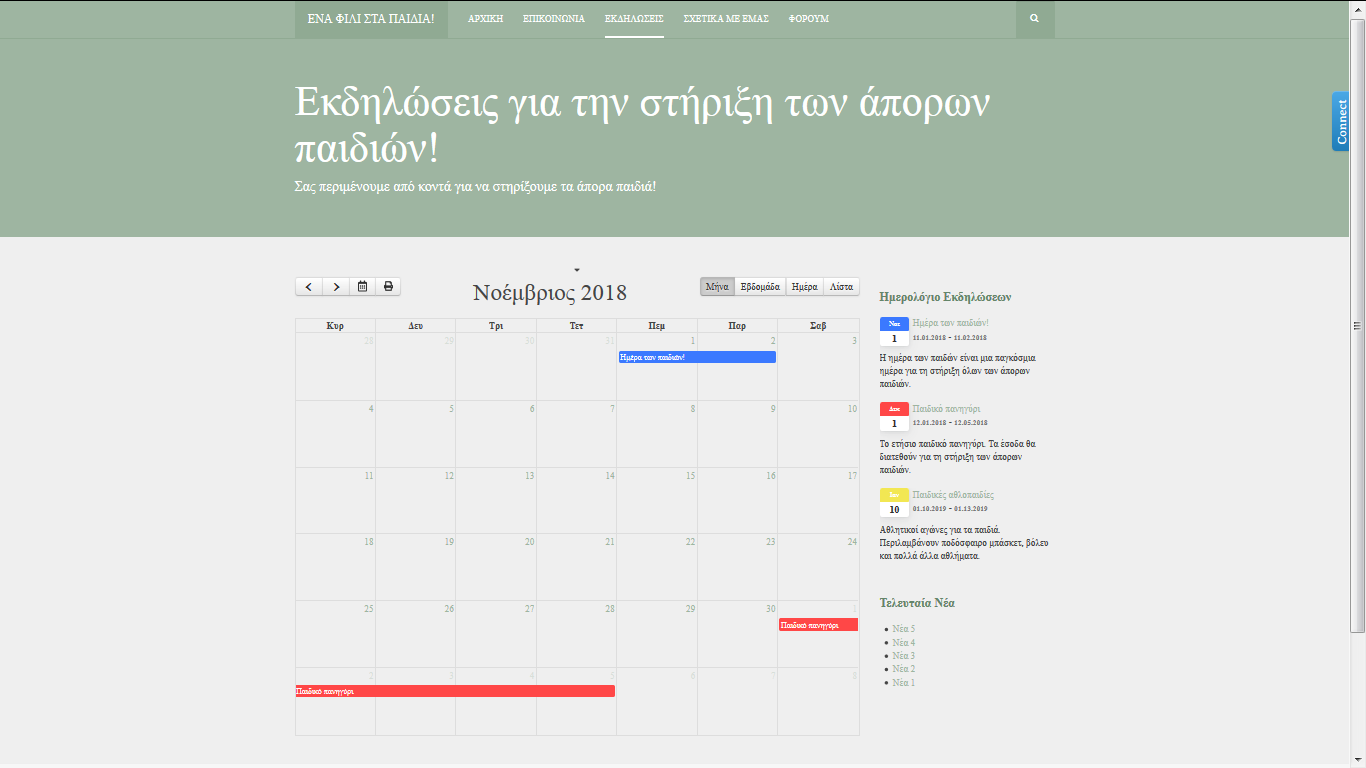 ΕΝΑ ΦΙΛΙ ΣΤΑ ΠΑΙΔΙΑ! ΑΡΧΙΚΗ ΕΠΙΚΟΙΝΩΝΙΑ ΕΚΔΗΛΩΣΕΙΣ ΣΧΕΤΙΚΑ ΜΕ ΕΜΑΣ ΦΟΡΟΥΜ
Εκδηλώσεις για την στήριξη των άπορων
παιδιών!
Σας περιμένουμε από κοντά για να στηρίξουμε τα άπορα παιδιά!
Connect
Νοέμβριος 2018
Μήνα Εβδομάδα Ημέρα Λίστα
Κυρ Δευ Τρι Τετ Πεμ Παρ Σαβ
28 29 30 31 1 2 3
Ημέρα των παιδιών!
4 5 6 7 8 9 10
11 12 13 14 15 16 17
18 19 20 21 22 23 24
25 26 27 28 29 30 1
Παιδικό πανηγύρι
2 3 4 5 6 7 8
Παιδικό πανηγύρι
Ημερολόγιο Εκδηλώσεων
Νοε Ημέρα των παιδιών!
1 11.01.2018 - 11.02.2018
Η ημέρα των παιδών είναι μια παγκόσμια
ημέρα για τη στήριξη όλων των άπορων
παιδιών.
Δεκ Παιδικό πανηγύρι
1 12.01.2018 - 12.05.2018
Το ετήσιο παιδικό πανηγύρι. Τα έσοδα θα
διατεθούν για τη στήριξη των άπορων
παιδιών.
Ιαν Παιδικές αθλοπαιδίες
10 01.10.2019 - 01.13.2019
Αθλητικοί αγώνες για τα παιδιά.
Περιλαμβάνουν ποδόσφαιρο μπάσκετ, βόλευ
και πολλά άλλα αθλήματα.
Τελευταία Νέα
Νέα 5
Νέα 4
Νέα 3
Νέα 2
Νέα 1